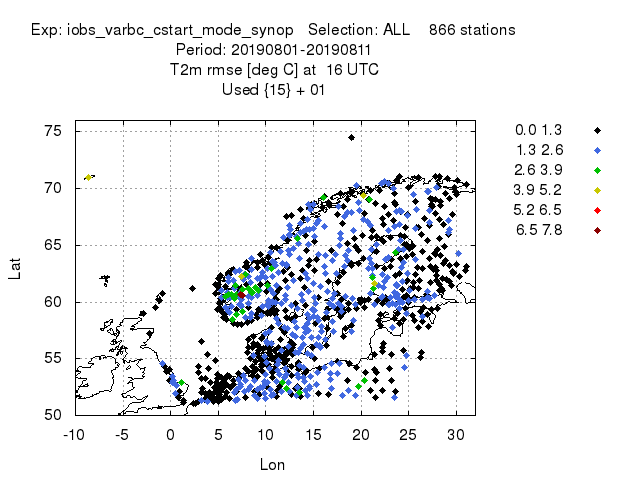 Exp: iobs_varbc_cstart_mode_synop   Selection: ALL    866 stations
Period: 20190801-20190811
T2m rmse [deg C] at  16 UTC
Used {15} + 01
0.0 1.3
1.3 2.6
2.6 3.9
3.9 5.2
5.2 6.5
6.5 7.8
75
70
65
60
55
50
Lat
-10 -5 0 5 10 15 20 25 30
Lon